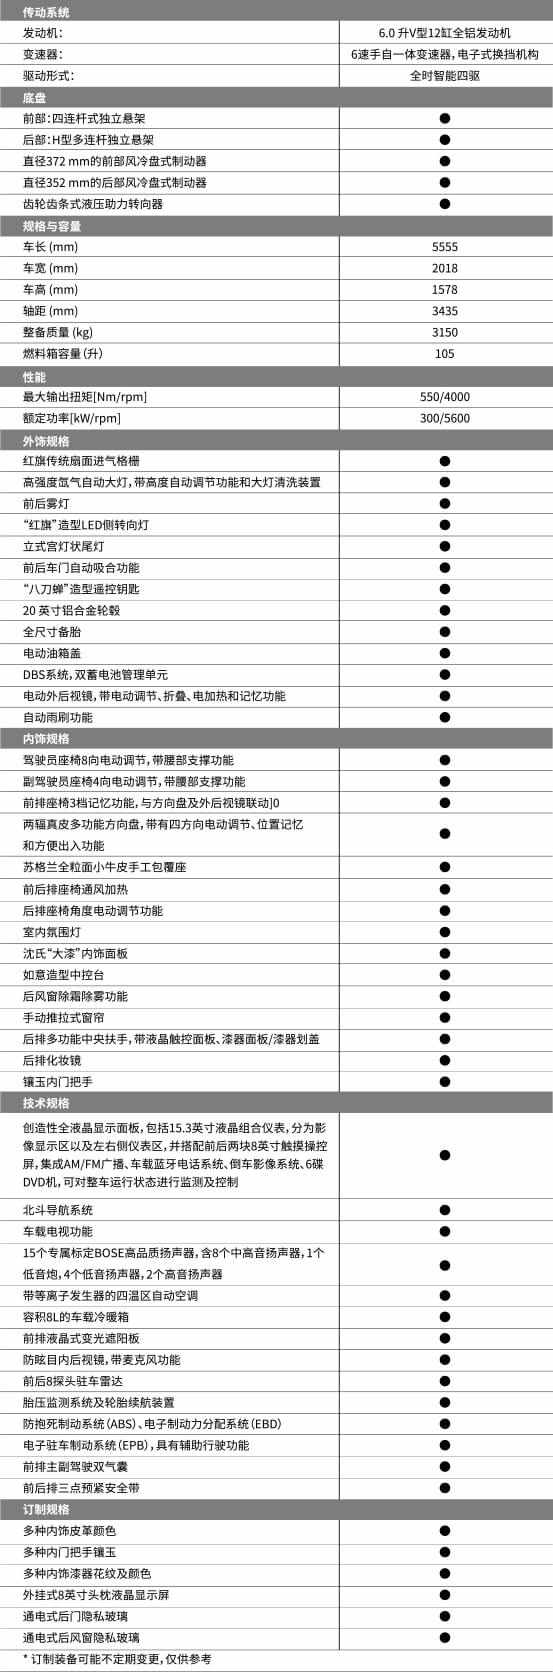 传动系统
发动机： 6.0 升V型12缸全铝发动机
变速器： 6速手自一体变速器，电子式换挡机构
驱动形式： 全时智能四驱
底盘
前部：四连杆式独立悬架 ●
后部：H型多连杆独立悬架 ●
直径372 mm的前部风冷盘式制动器 ●
直径352 mm的后部风冷盘式制动器 ●
齿轮齿条式液压助力转向器 ●
规格与容量
车长 (mm) 5555
车宽 (mm) 2018
车高 (mm) 1578
轴距 (mm) 3435
整备质量 (kg) 3150
燃料箱容量（升） 105
性能
最大输出扭矩[Nm/rpm] 550/4000
额定功率[kW/rpm] 300/5600
外饰规格
红旗传统扇面进气格栅 ●
高强度氙气自动大灯，带高度自动调节功能和大灯清洗装置 ●
前后雾灯 ●
“红旗”造型LED侧转向灯 ●
立式宫灯状尾灯 ●
前后车门自动吸合功能 ●
“八刀蝉”造型遥控钥匙 ●
20 英寸铝合金轮毂 ●
全尺寸备胎 ●
电动油箱盖 ●
DBS系统，双蓄电池管理单元 ●
电动外后视镜，带电动调节、折叠、电加热和记忆功能 ●
自动雨刷功能 ●
内饰规格
驾驶员座椅8向电动调节，带腰部支撑功能 ●
副驾驶员座椅4向电动调节，带腰部支撑功能 ●
前排座椅3档记忆功能，与方向盘及外后视镜联动]0 ●
两辐真皮多功能方向盘，带有四方向电动调节、位置记忆
和方便出入功能 ●
苏格兰全粒面小牛皮手工包覆座 ●
前后排座椅通风加热 ●
后排座椅角度电动调节功能 ●
室内氛围灯 ●
沈氏“大漆”内饰面板 ●
如意造型中控台 ●
后风窗除霜除雾功能 ●
手动推拉式窗帘 ●
后排多功能中央扶手，带液晶触控面板、漆器面板/漆器划盖 ●
后排化妆镜 ●
镶玉内门把手 ●
技术规格
创造性全液晶显示面板，包括15.3英寸液晶组合仪表，分为影
像显示区以及左右侧仪表区，并搭配前后两块8英寸触摸操控
屏，集成AM/FM广播、车载蓝牙电话系统、倒车影像系统、6碟
DVD机，可对整车运行状态进行监测及控制 ●
北斗导航系统 ●
车载电视功能 ●
15个专属标定BOSE高品质扬声器，含8个中高音扬声器，1个
低音炮，4个低音扬声器，2个高音扬声器 ●
带等离子发生器的四温区自动空调 ●
容积8L的车载冷暖箱 ●
前排液晶式变光遮阳板 ●
防眩目内后视镜，带麦克风功能 ●
前后8探头驻车雷达 ●
胎压监测系统及轮胎续航装置 ●
防抱死制动系统（ABS）、电子制动力分配系统（EBD） ●
电子驻车制动系统（EPB），具有辅助行驶功能 ●
前排主副驾驶双气囊 ●
前后排三点预紧安全带 ●
订制规格
多种内饰皮革颜色 ●
多种内门把手镶玉 ●
多种内饰漆器花纹及颜色 ●
外挂式8英寸头枕液晶显示屏 ●
通电式后门隐私玻璃 ●
通电式后风窗隐私玻璃 ●
* 订制装备可能不定期变更，仅供参考